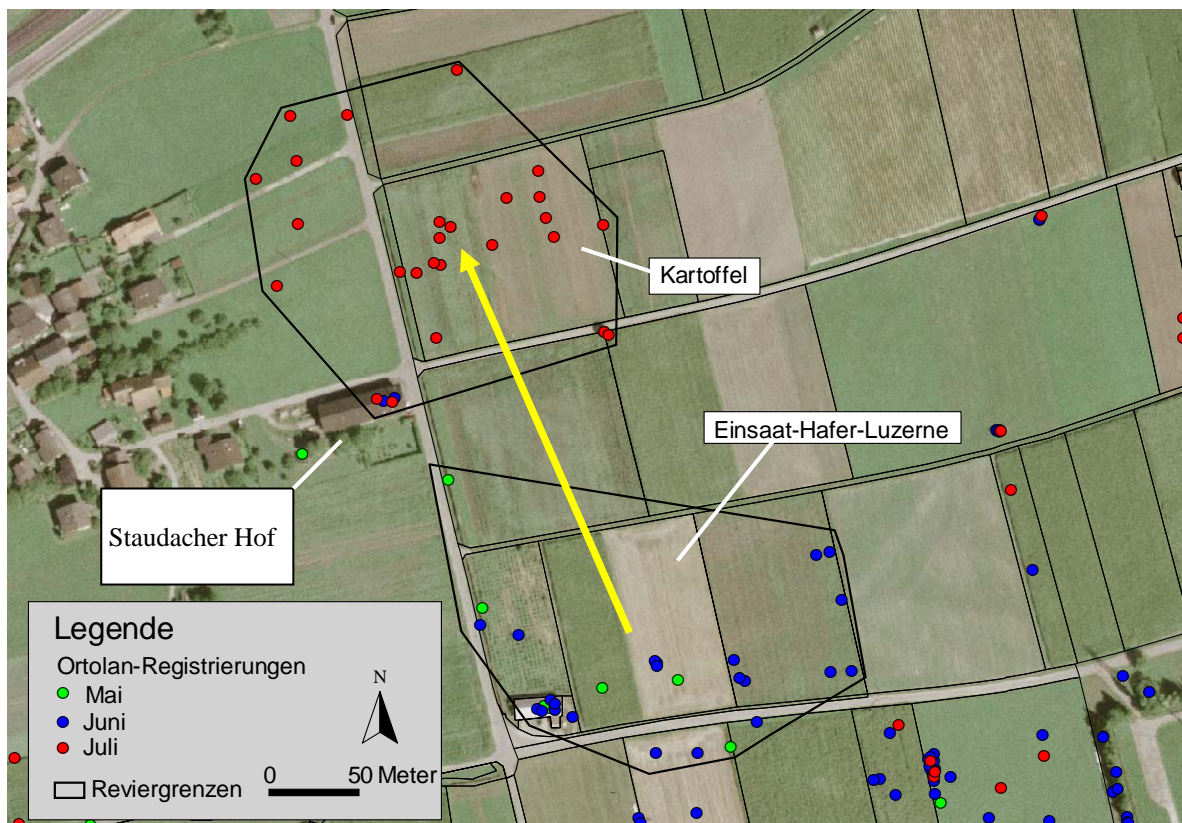 Kartoffel
Einsaat-Hafer-Luzerne
Staudacher Hof
Legende
Ortolan-Registrierungen
Mai
Juni
Juli
Reviergrenzen
N
0 50 Meter